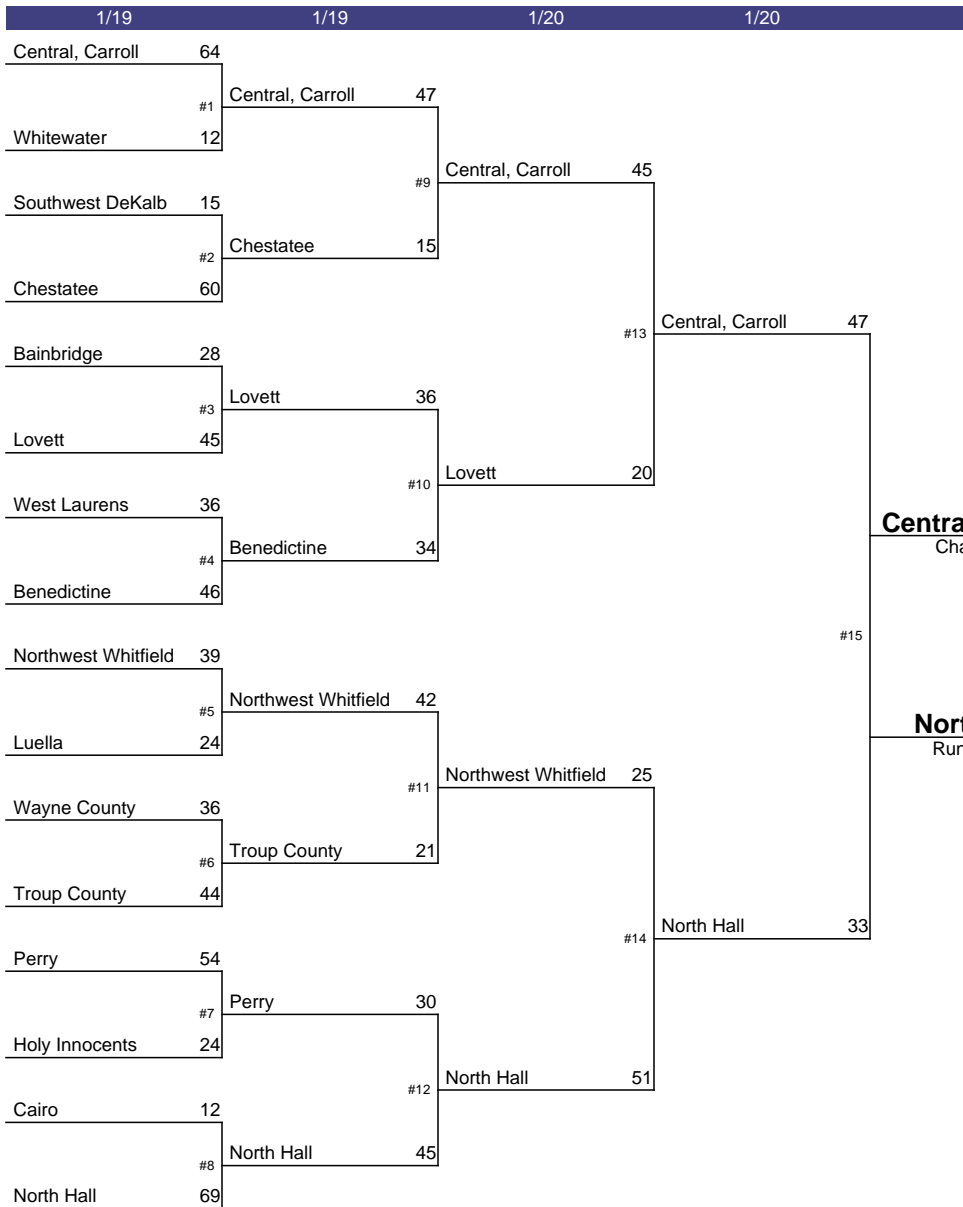 1/19 1/19 1/20 1/20
Central, Carroll 64
Central, Carroll 47
#1
Whitewater 12
Central, Carroll 45
#9
Southwest DeKalb 15
Chestatee 15
#2
Chestatee 60
Central, Carroll 47
#13
Bainbridge 28
Lovett 36
#3
Lovett 45
Lovett 20
#10
West Laurens 36
Centra
Benedictine 34
Cha
#4
Benedictine 46
#15
Northwest Whitfield 39
Northwest Whitfield 42
#5
Nort
Luella 24
Run
Northwest Whitfield 25
#11
Wayne County 36
Troup County 21
#6
Troup County 44
North Hall 33
#14
Perry 54
Perry 30
#7
Holy Innocents 24
North Hall 51
#12
Cairo 12
North Hall 45
#8
North Hall 69